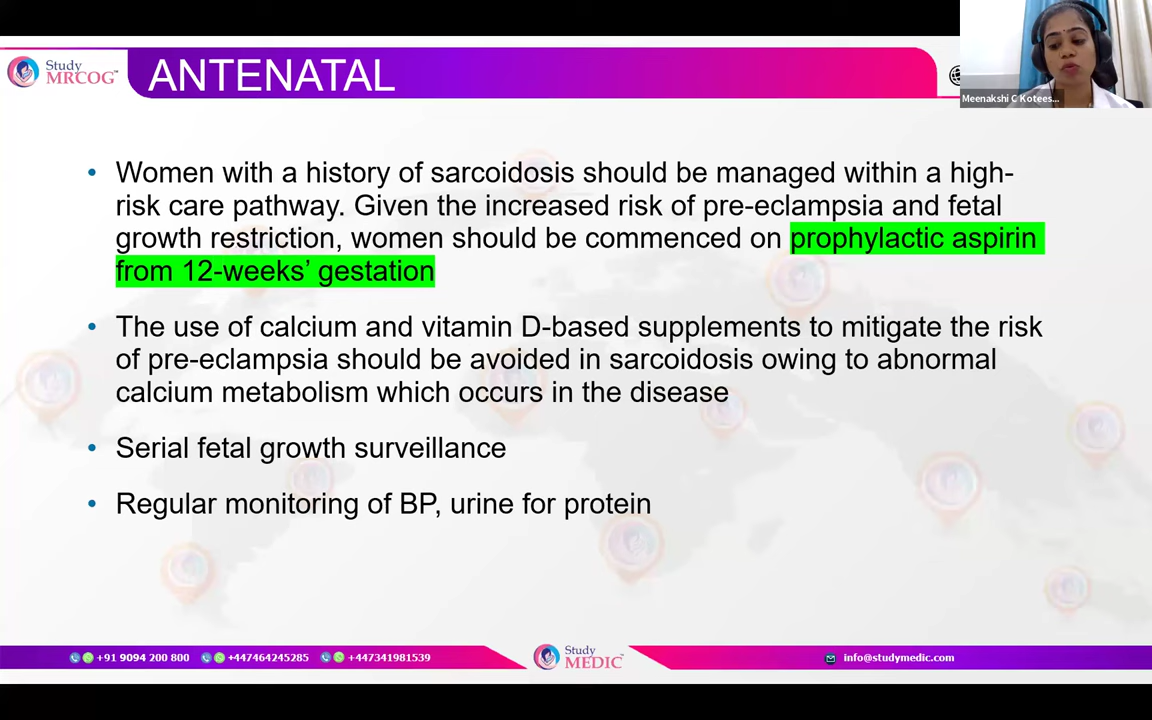 Study
MRCOG™
ANTENATAL
Meenakshi C Kotees...
• Women with a history of sarcoidosis should be managed within a high-
risk care pathway. Given the increased risk of pre-eclampsia and fetal
growth restriction, women should be commenced on prophylactic aspirin
from 12-weeks’ gestation
• The use of calcium and vitamin D-based supplements to mitigate the risk
of pre-eclampsia should be avoided in sarcoidosis owing to abnormal
calcium metabolism which occurs in the disease
• Serial fetal growth surveillance
• Regular monitoring of BP, urine for protein
+91 9094 200 800 +447464245285 +447341981539
Study
MEDIC™
info@studymedic.com